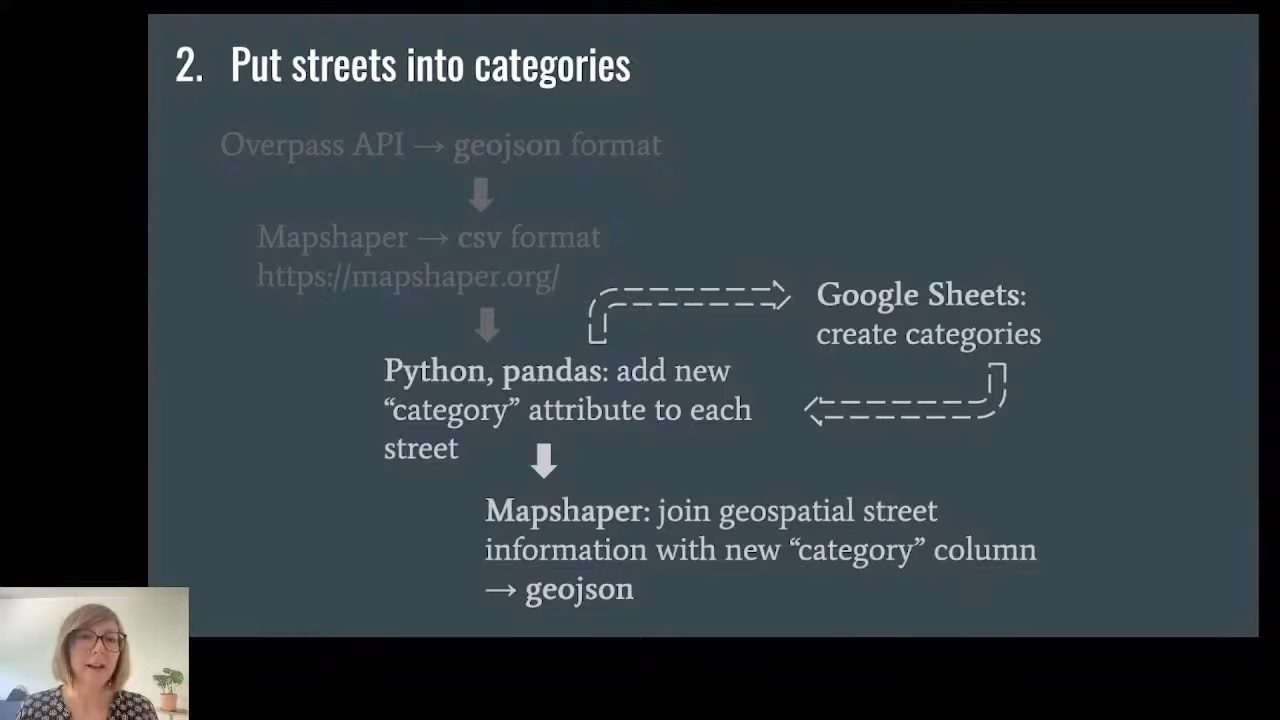 2. Put streets into categories
Overpass API → geojson format
Mapshaper → csv format
https://mapshaper.org/
Google Sheets:
create categories
Python, pandas: add new
“category” attribute to each
street
Mapshaper: join geospatial street
information with new “category” column
→ geojson